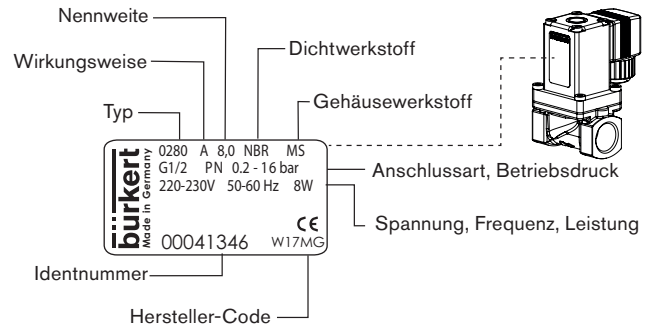 Nennweite
Wirkungsweise
Dichtwerkstoff
Typ
Gehäusewerkstoff
bürkert
Made in Germany
0280 A 8,0 NBR MS
G1/2 PN 0.2 - 16 bar
220-230V 50-60 Hz 8W
CE
00041346 W17MG
Anschlussart, Betriebsdruck
Spannung, Frequenz, Leistung
Identnummer
Hersteller-Code